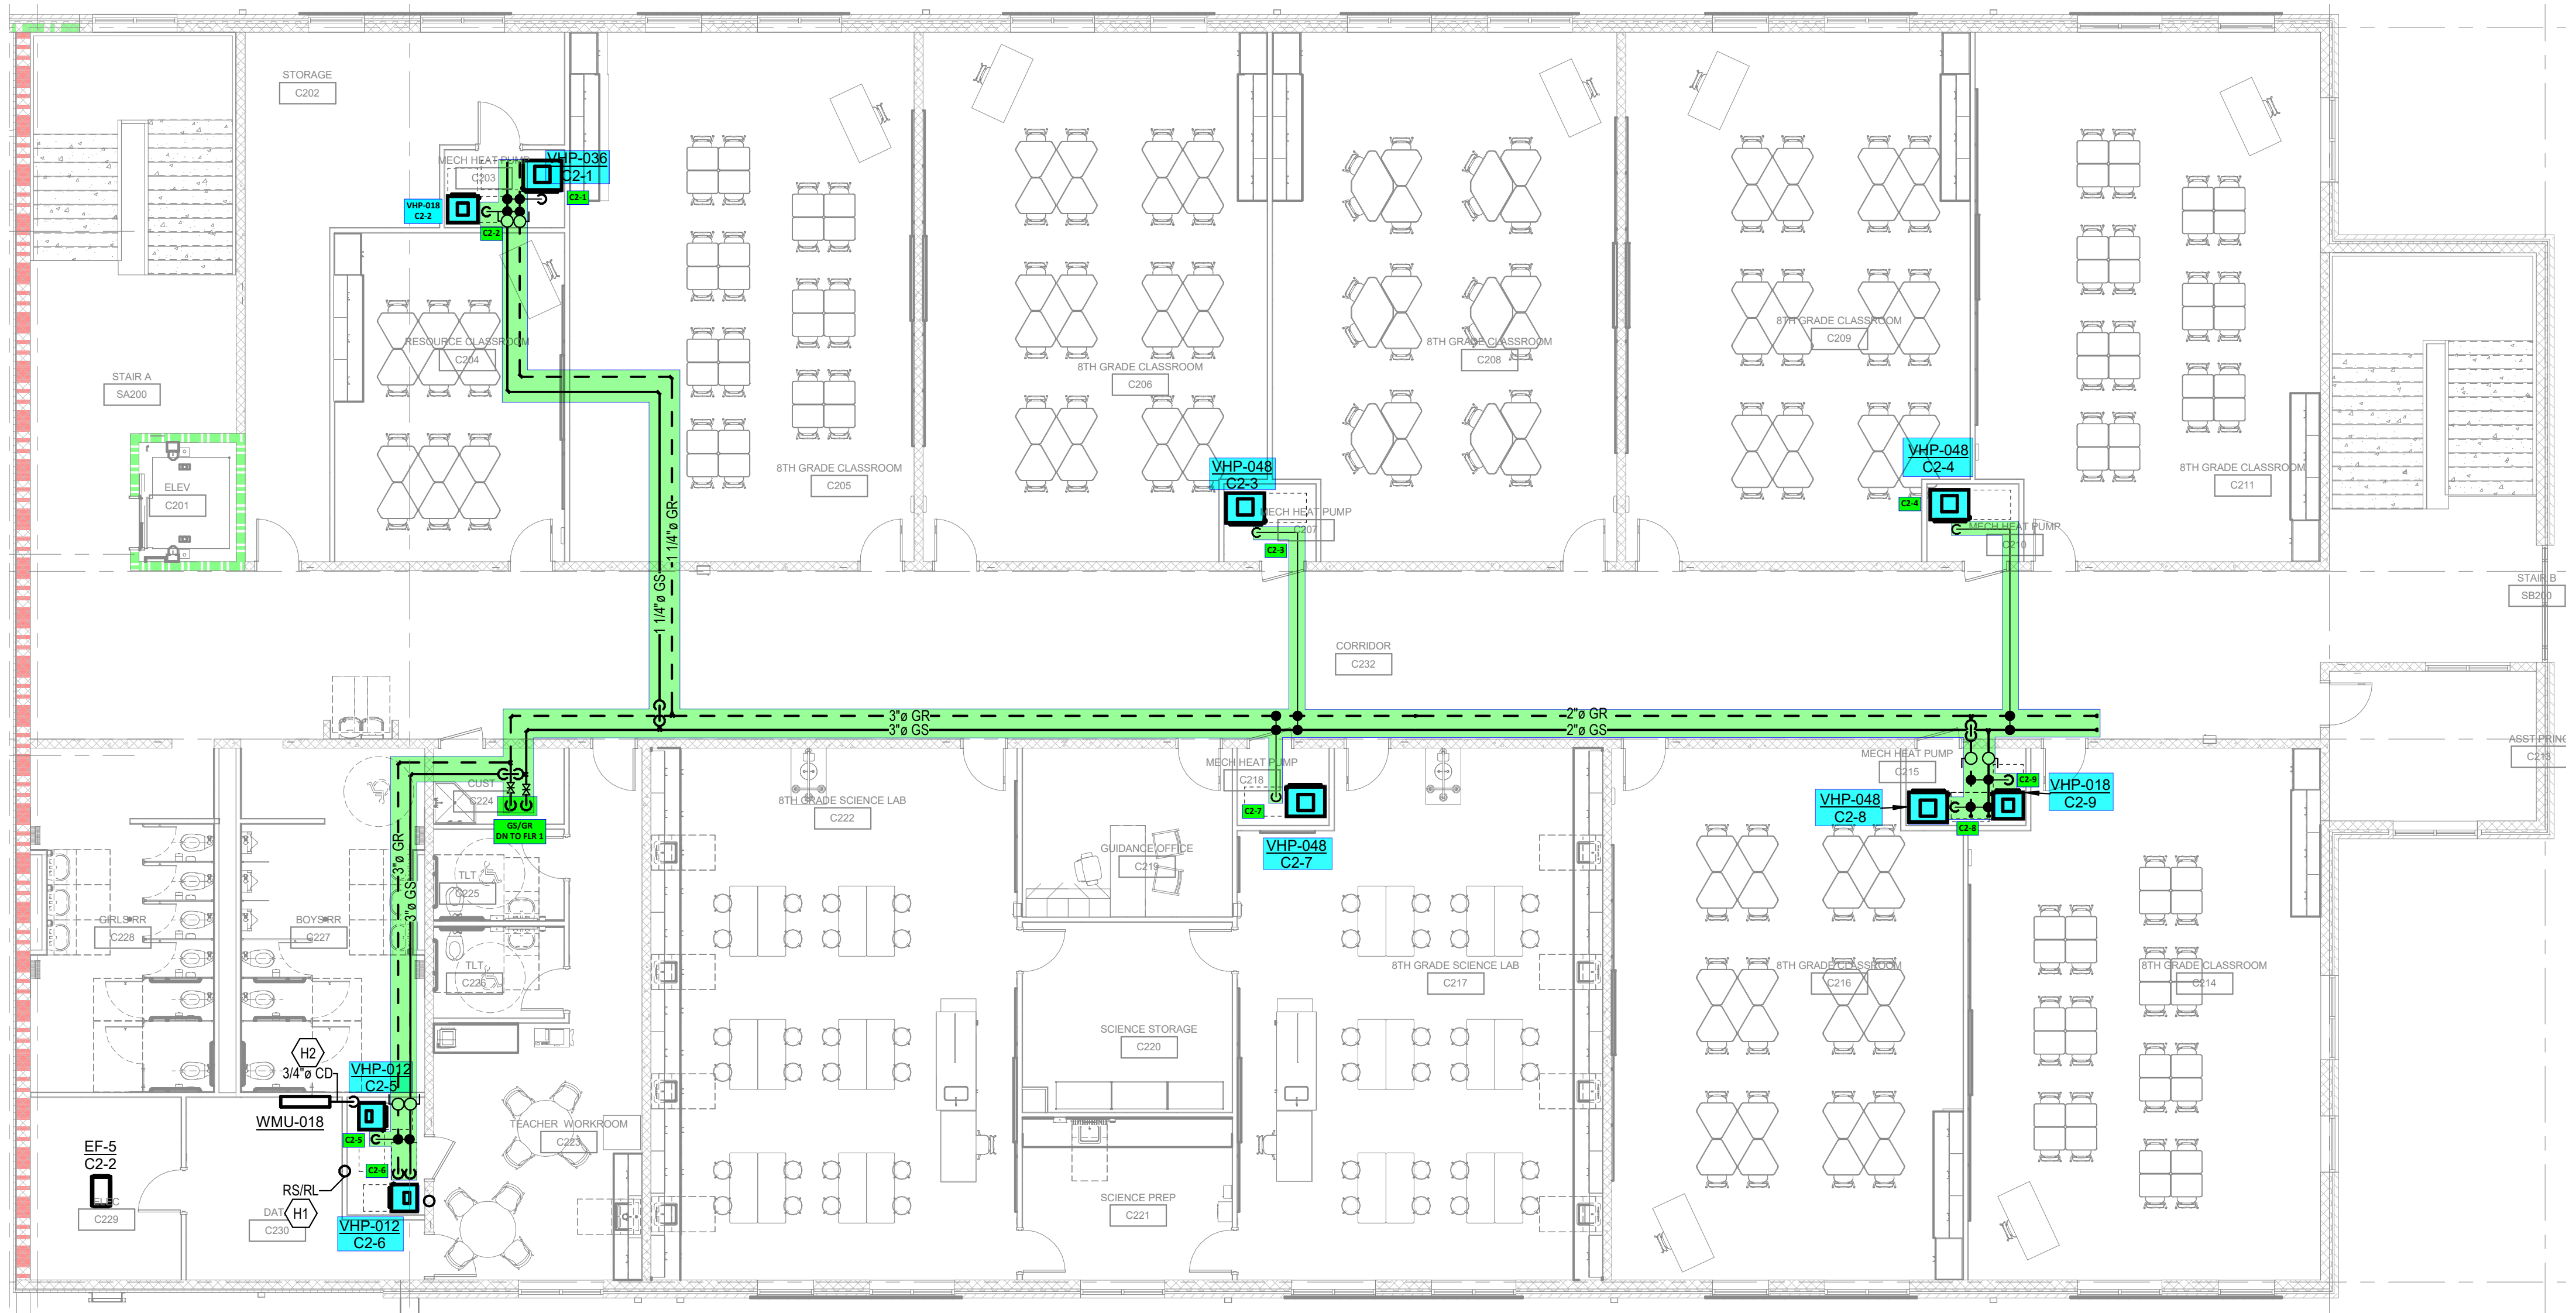 STORAGE
C202
MECH HEAT PUMP
C203
VHP-036
C2-1
C2-1
VHP-018
C2-2
C2-2
RESOURCE CLASSROOM
C204
STAIR A
SA200
ELEV
C201
8TH GRADE CLASSROOM
C205
8TH GRADE CLASSROOM
C206
8TH GRADE CLASSROOM
C208
8TH GRADE CLASSROOM
C209
8TH GRADE CLASSROOM
C211
VHP-048
C2-3
MECH HEAT PUMP
C207
C2-3
VHP-048
C2-4
C2-4
MECH HEAT PUMP
C210
1 1/4"ø GS
1 1/4"ø GR
STAIR B
SB200
CORRIDOR
C232
3"ø GR
3"ø GS
2"ø GR
2"ø GS
ASST PRINC
C213
CUST
C224
GS/GR
DN TO FLR 1
3"ø GR
3"ø GS
8TH GRADE SCIENCE LAB
C222
MECH HEAT PUMP
C218
C2-7
VHP-048
C2-7
MECH HEAT PUMP
C215
C2-9
VHP-018
C2-9
VHP-048
C2-8
C2-8
GUIDANCE OFFICE
C219
TLT
C225
GIRLS RR
C228
BOYS RR
C227
TLT
C226
8TH GRADE SCIENCE LAB
C217
8TH GRADE CLASSROOM
C216
8TH GRADE CLASSROOM
C214
SCIENCE STORAGE
C220
H2
3/4"ø CD
VHP-012
C2-5
WMU-018
C2-5
TEACHER WORKROOM
C223
EF-5
C2-2
C2-6
RS/RL
H1
ELEC
C229
DAT
C230
VHP-012
C2-6
SCIENCE PREP
C221